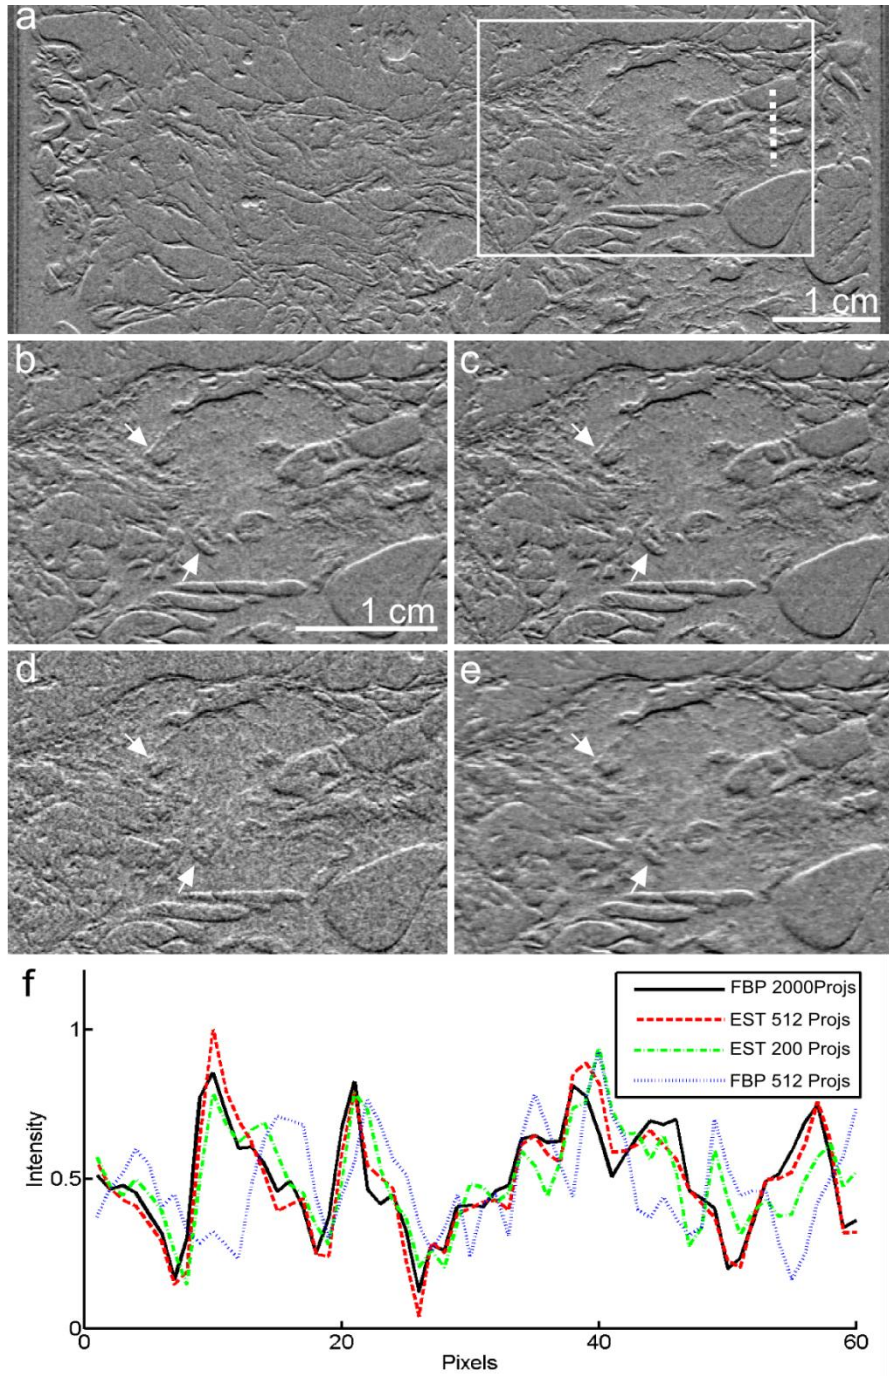 a
1 cm
b
c
1 cm
d
e
f
FBP 2000Projs
EST 512 Projs
EST 200 Projs
FBP 512 Projs
1
0.5
0
Intensity
0
20
40
60
Pixels